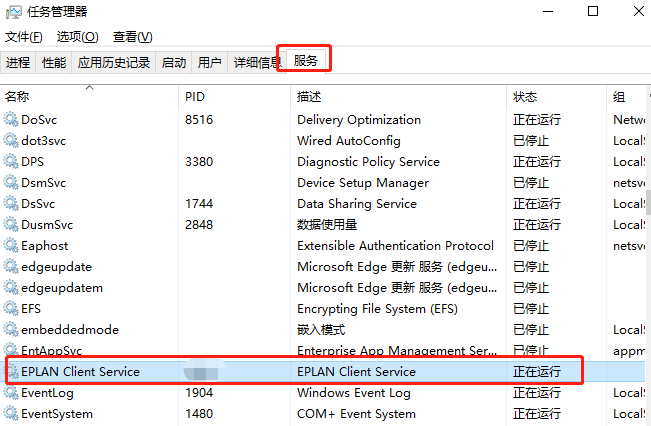 任务管理器
文件(F) 选项(O) 查看(V)
进程 性能 应用历史记录 启动 用户 详细信息 服务
名称 PID 描述 状态 组
DoSvc 8516 Delivery Optimization 正在运行 Netwo
dot3svc Wired AutoConfig 已停止 LocalS
DPS 3380 Diagnostic Policy Service 正在运行 LocalS
DsmSvc Device Setup Manager 已停止 netsvc
DsSvc 1744 Data Sharing Service 正在运行 LocalS
DusmSvc 2848 数据使用量 正在运行 LocalS
Eaphost Extensible Authentication Protocol 已停止 netsvc
edgeupdate Microsoft Edge 更新 服务 (edgeu... 已停止
edgeupdatem Microsoft Edge 更新 服务 (edgeu... 已停止
EFS Encrypting File System (EFS) 已停止
embeddedmode 嵌入模式 已停止 LocalS
EntAppSvc Enterprise App Management Ser... 已停止 appm
EPLAN Client Service EPLAN Client Service 正在运行
EventLog 1904 Windows Event Log 正在运行 LocalS
EventSystem 1480 COM+ Event System 正在运行 LocalS